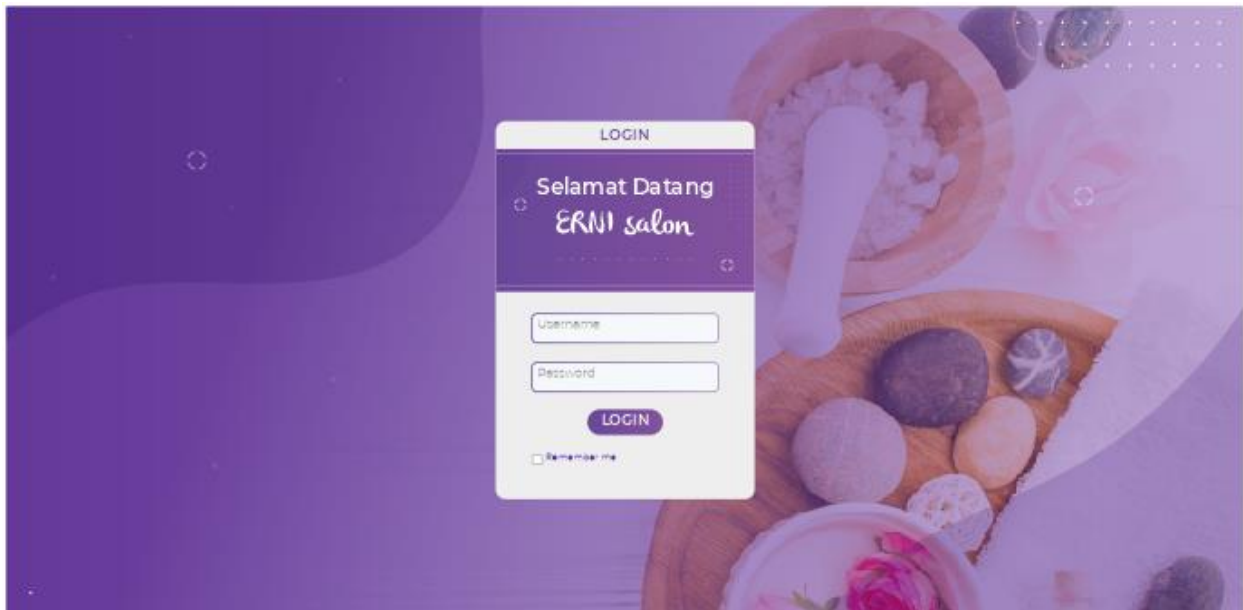 LOGIN
Selamat Datang
ERNI salon
Username
Password
LOGIN
Remember me